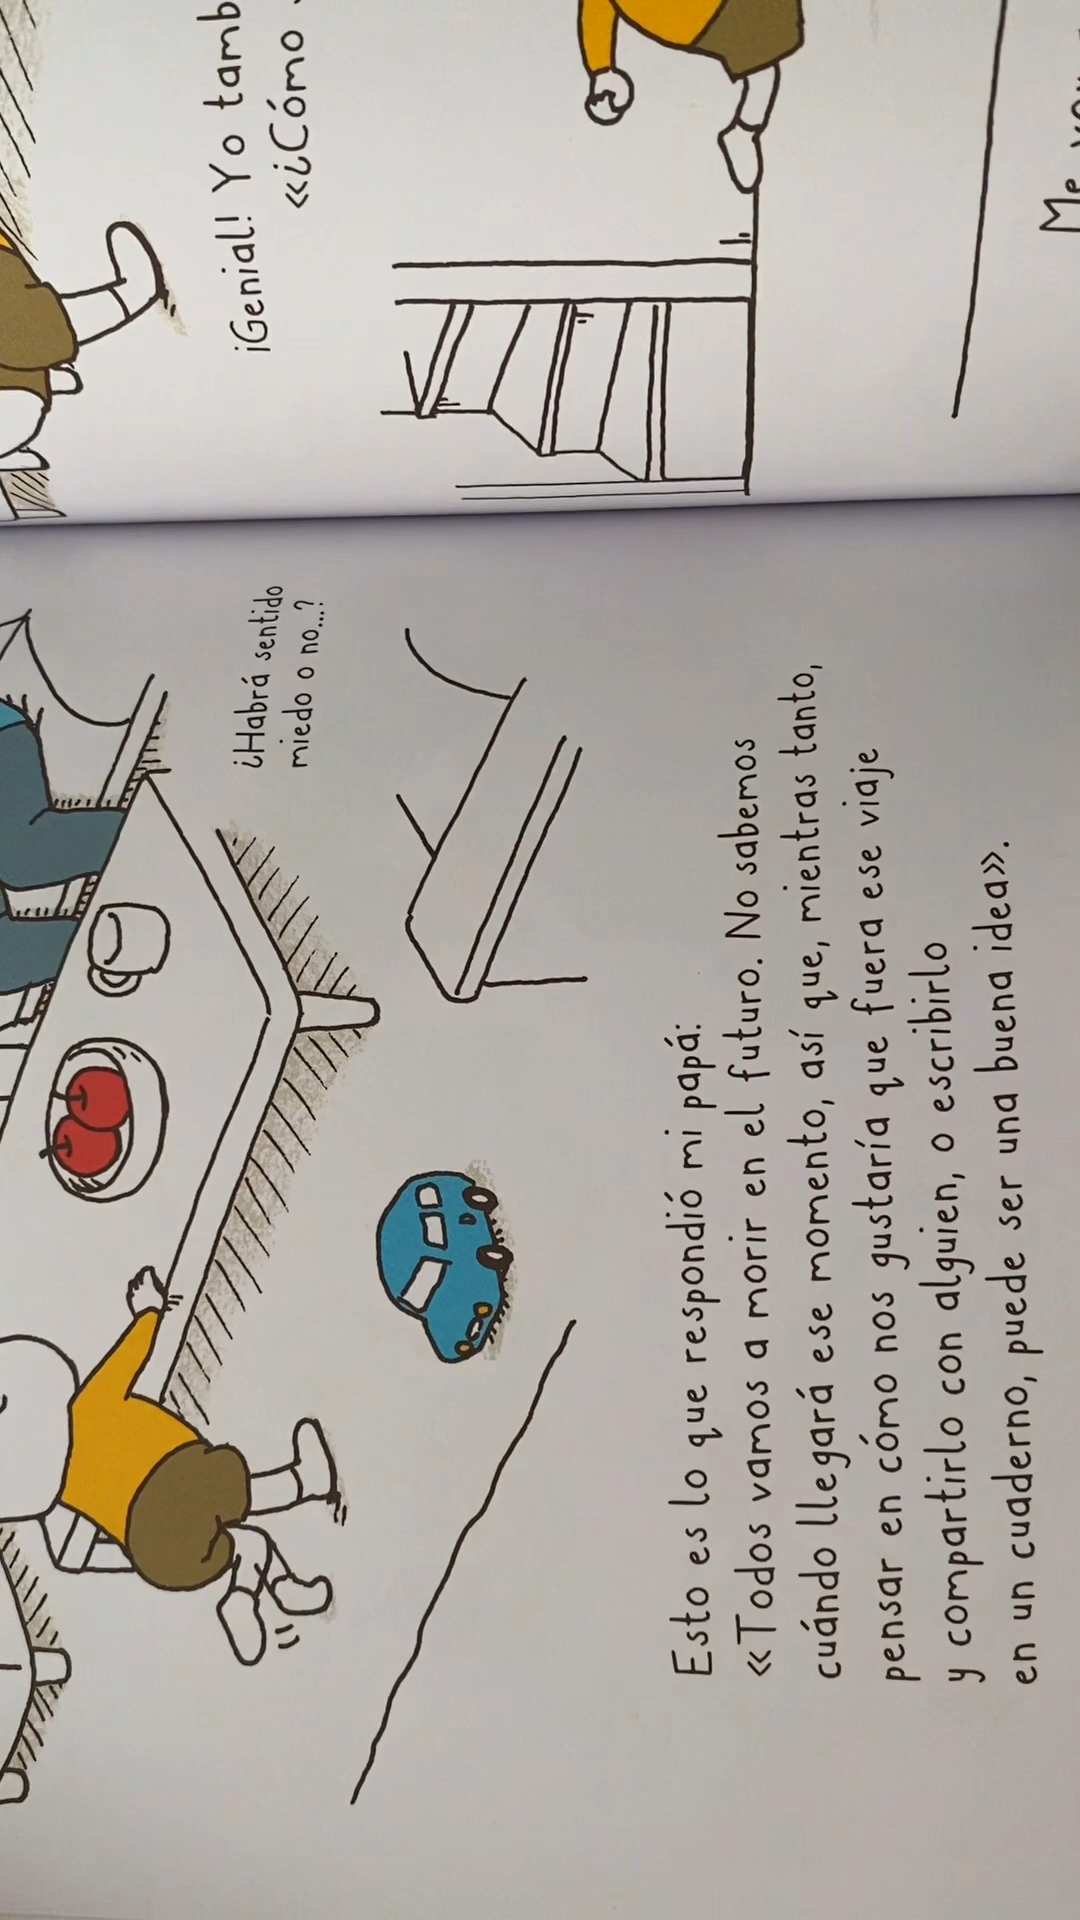 ¿Habrá sentido
miedo o no...?
Esto es lo que respondió mi papá:
«Todos vamos a morir en el futuro. No sabemos
cuándo llegará ese momento, así que, mientras tanto,
pensar en cómo nos gustaría que fuera ese viaje
y compartirlo con alguien, o escribirlo
en un cuaderno, puede ser una buena idea».
¡Genial! Yo
«¿Cómo
Me